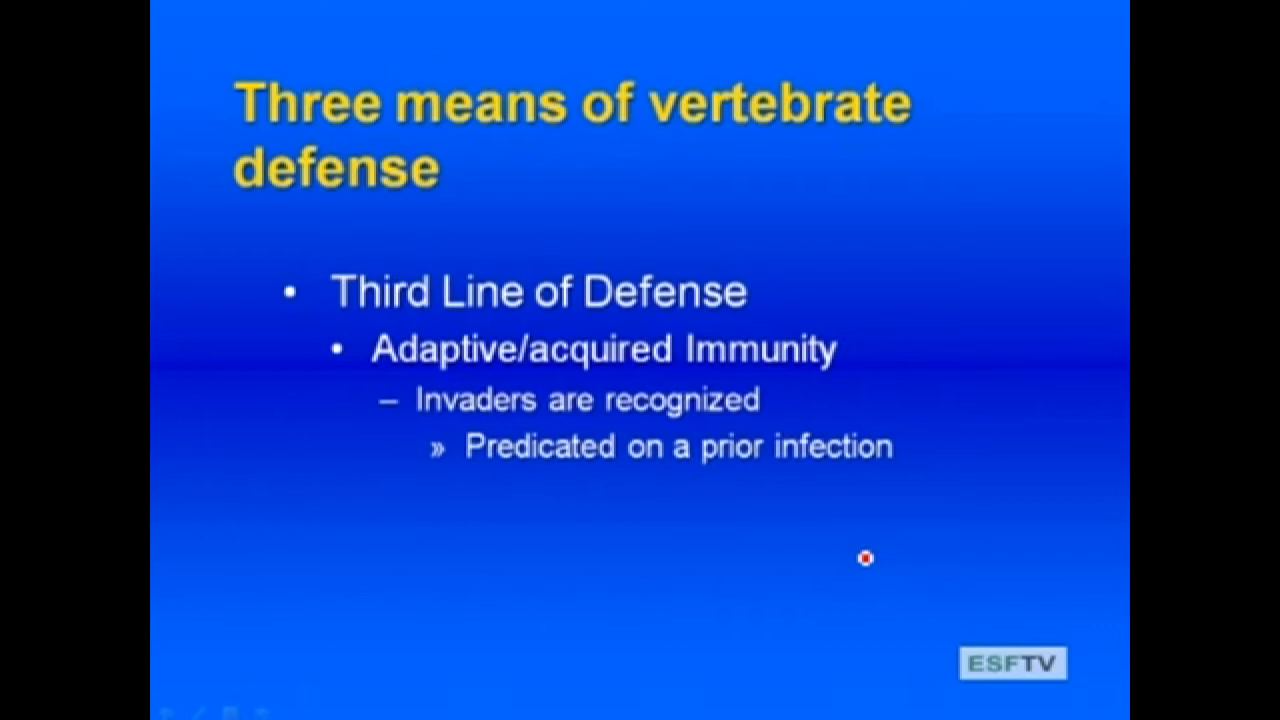 Three means of vertebrate
defense
• Third Line of Defense
• Adaptive/acquired Immunity
– Invaders are recognized
» Predicated on a prior infection
ESFTV